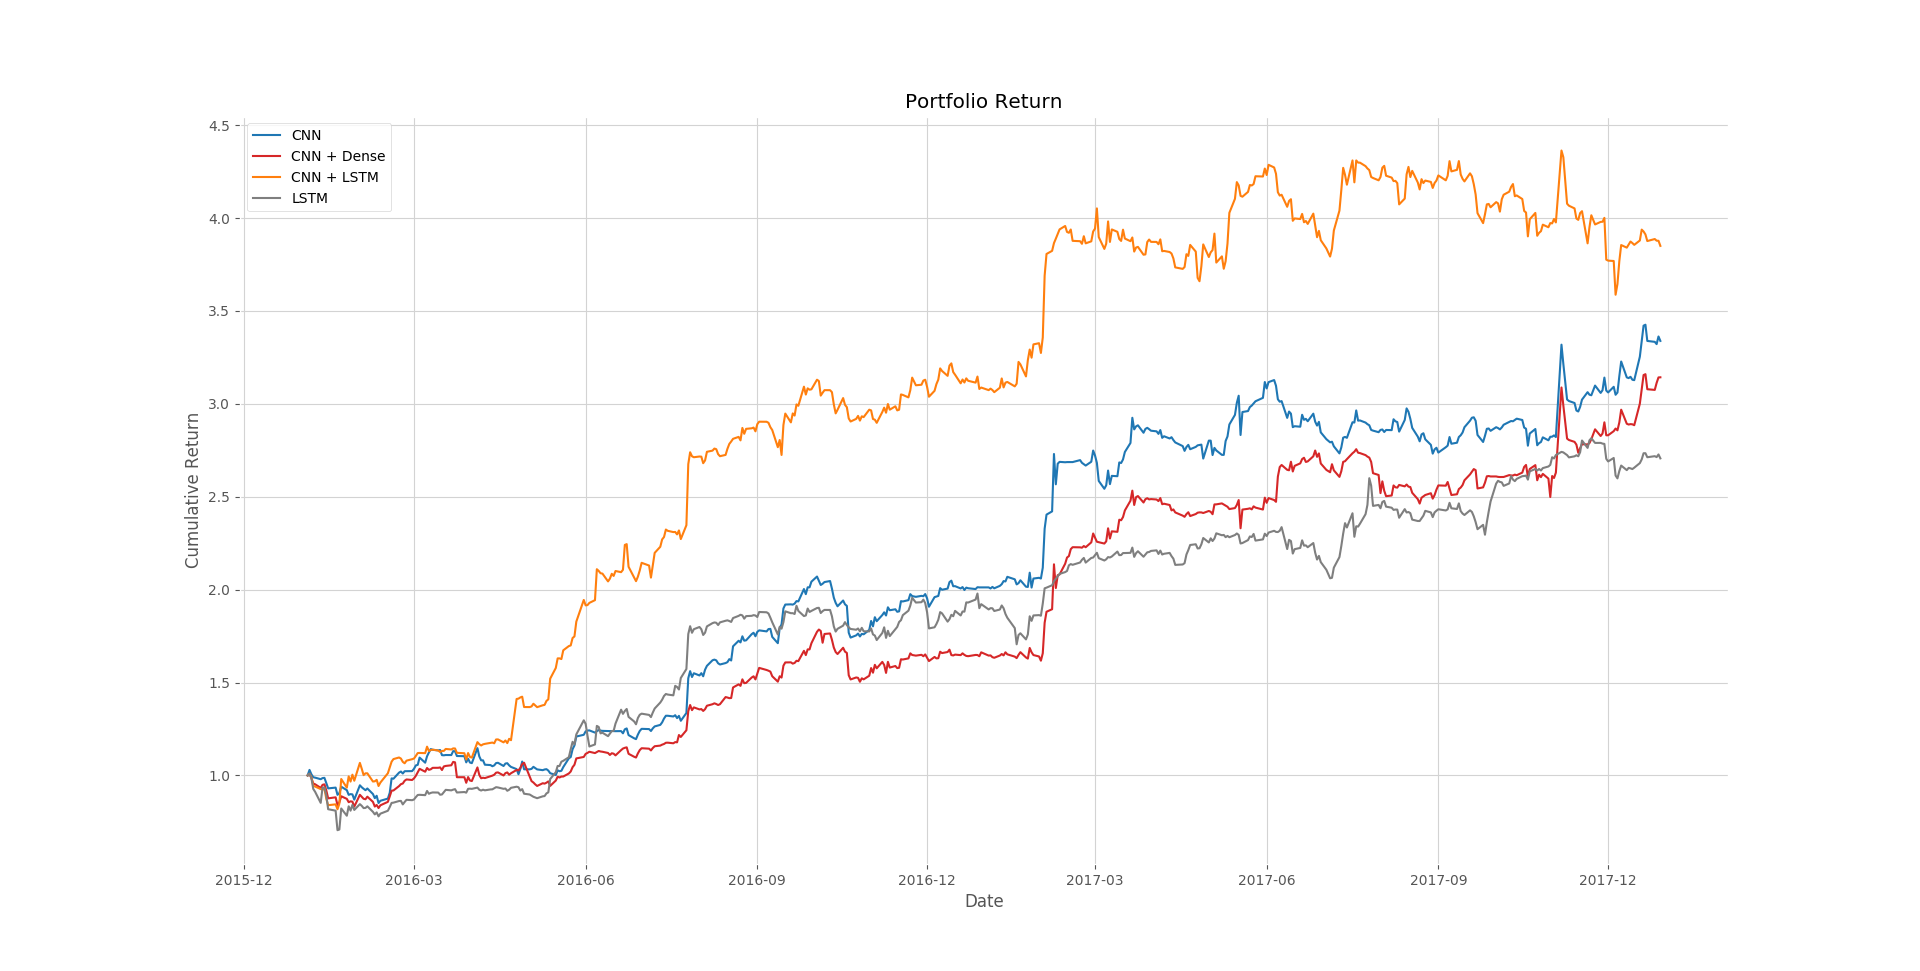 Portfolio Return
4.5
4.0
3.5
3.0
2.5
2.0
1.5
1.0
Cumulative Return
CNN
CNN + Dense
CNN + LSTM
LSTM
2015-12 2016-03 2016-06 2016-09 2016-12 2017-03 2017-06 2017-09 2017-12
Date